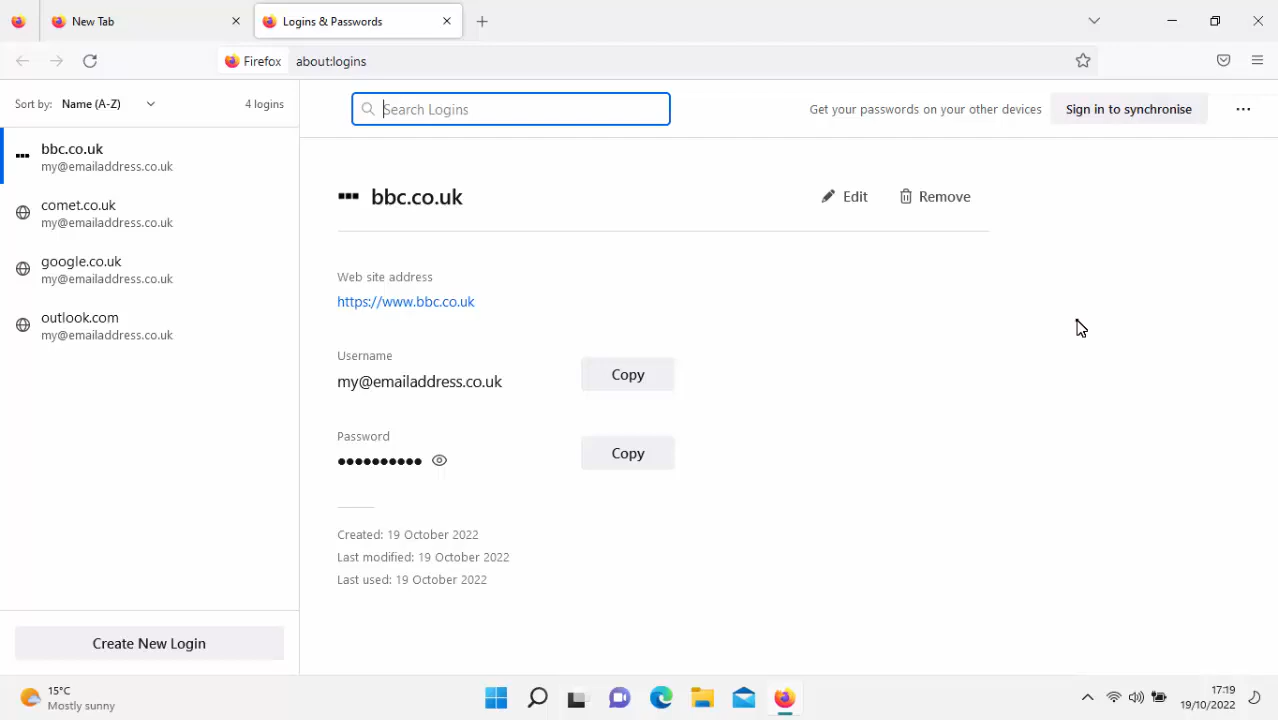 New Tab
Logins & Passwords
Firefox
about:logins
Sort by: Name (A-Z)
4 logins
Search Logins
Get your passwords on your other devices
Sign in to synchronise
bbc.co.uk
my@emailaddress.co.uk
comet.co.uk
my@emailaddress.co.uk
google.co.uk
my@emailaddress.co.uk
outlook.com
my@emailaddress.co.uk
Create New Login
bbc.co.uk
Edit
Remove
Web site address
https://www.bbc.co.uk
Username
my@emailaddress.co.uk
Copy
Password
●●●●●●●●●●
Copy
Created: 19 October 2022
Last modified: 19 October 2022
Last used: 19 October 2022
15°C
Mostly sunny
17:19
19/10/2022